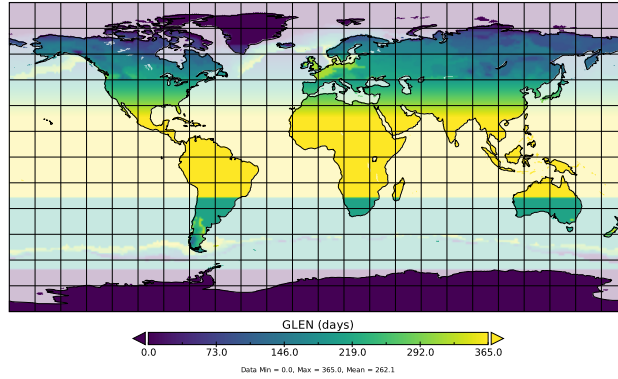 GLEN (days)
0.0 73.0 146.0 219.0 292.0 365.0
Data Min = 0.0, Max = 365.0, Mean = 262.1